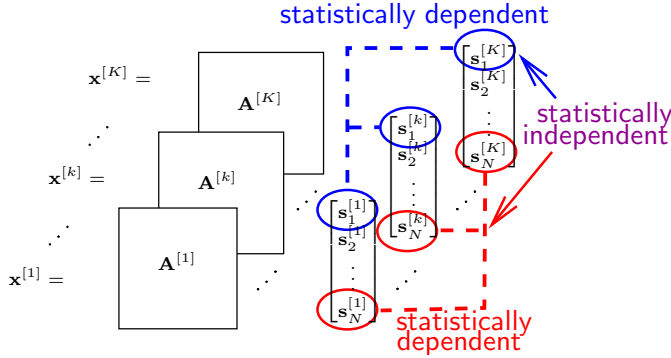 statistically dependent
x^{[K]} =
A^{[K]}
s_1^{[K]}
s_2^{[K]}
⋮
s_N^{[K]}
statistically
independent
x^{[k]} =
A^{[k]}
s_1^{[k]}
s_2^{[k]}
⋮
s_N^{[k]}
x^{[1]} =
A^{[1]}
s_1^{[1]}
s_2^{[1]}
⋮
s_N^{[1]}
statistically
dependent